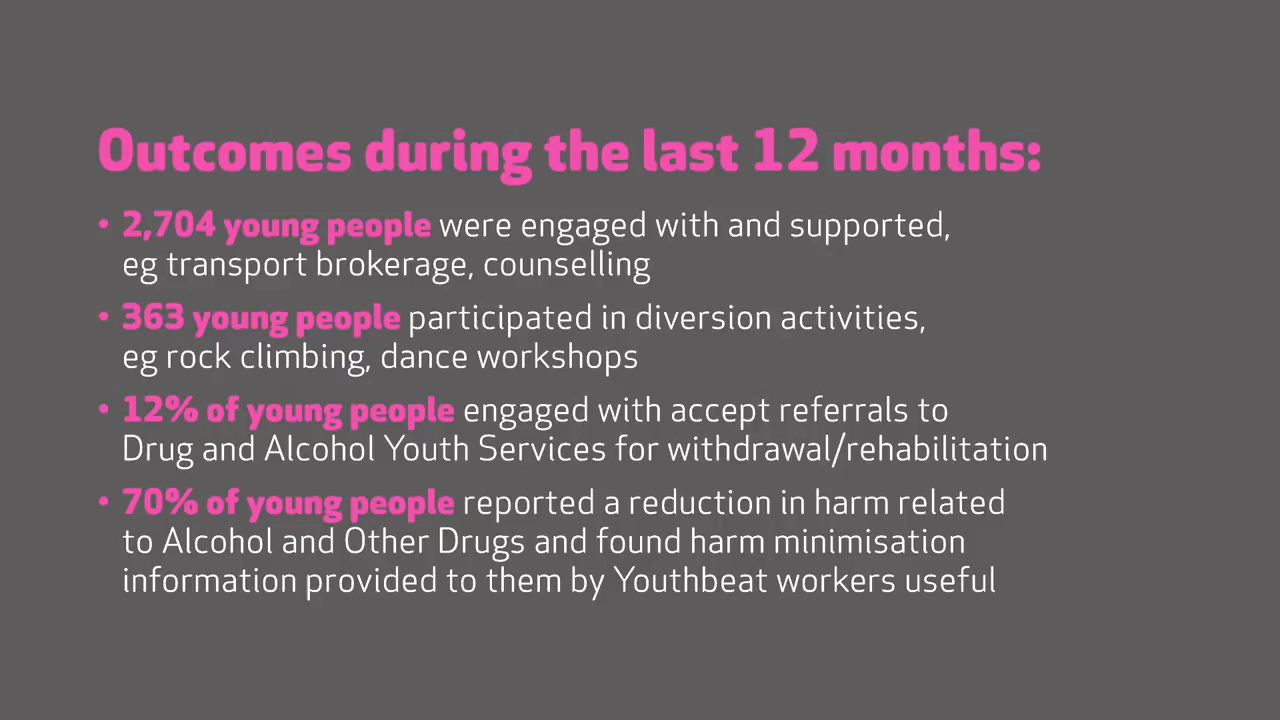 Outcomes during the last 12 months:
• 2,704 young people were engaged with and supported,
eg transport brokerage, counselling
• 363 young people participated in diversion activities,
eg rock climbing, dance workshops
• 12% of young people engaged with accept referrals to
Drug and Alcohol Youth Services for withdrawal/rehabilitation
• 70% of young people reported a reduction in harm related
to Alcohol and Other Drugs and found harm minimisation
information provided to them by Youthbeat workers useful